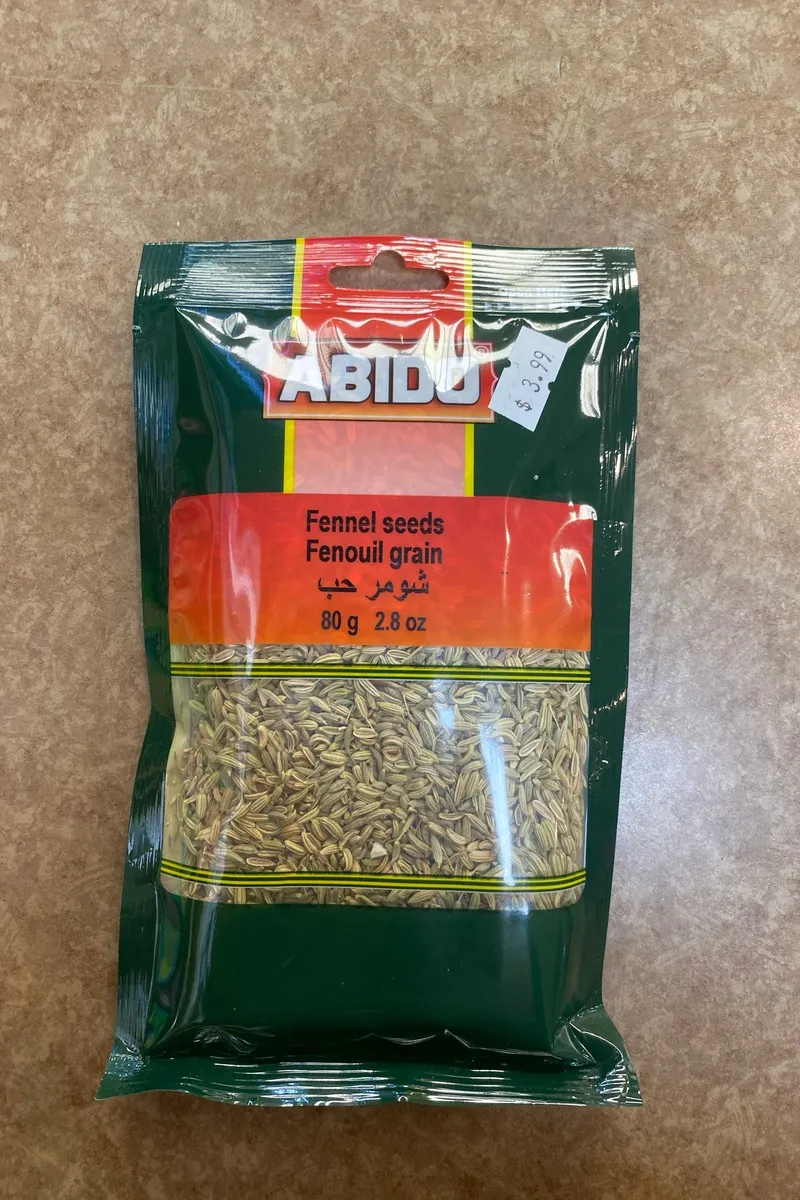 ABIDO®
$ 3.99
Fennel seeds
Fenouil grain
شومر حب
80 g 2.8 oz